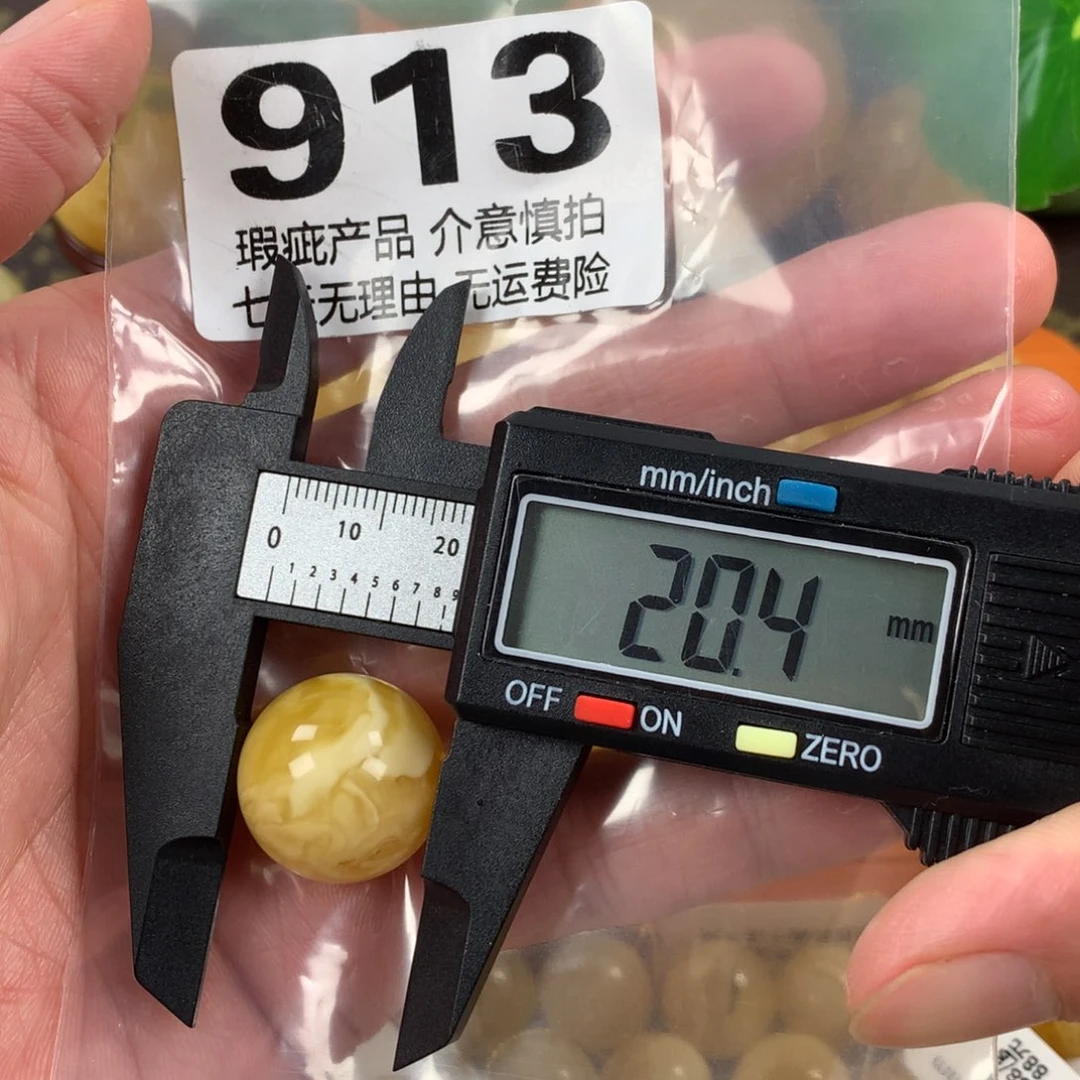 913
瑕疵产品 介意慎拍
七天无理由 无运费险
mm/inch
0 10 20
1 2 3 4 5 6 7 8 9
20.4 mm
OFF ON ZERO